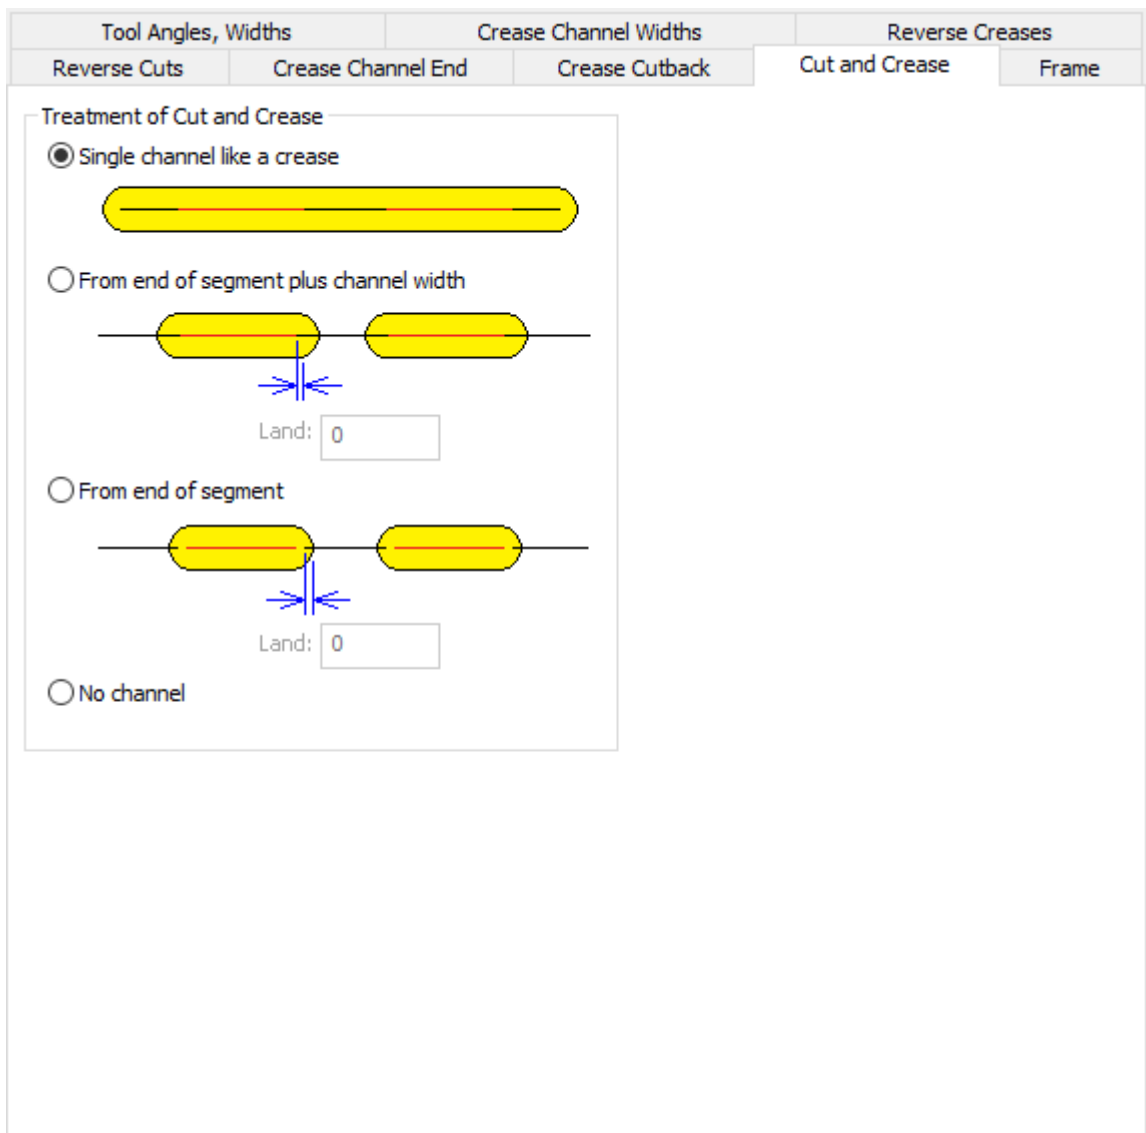 Tool Angles, Widths
Crease Channel Widths
Reverse Creases
Reverse Cuts
Crease Channel End
Crease Cutback
Cut and Crease
Frame
Treatment of Cut and Crease
Single channel like a crease
From end of segment plus channel width
Land: 0
From end of segment
Land: 0
No channel